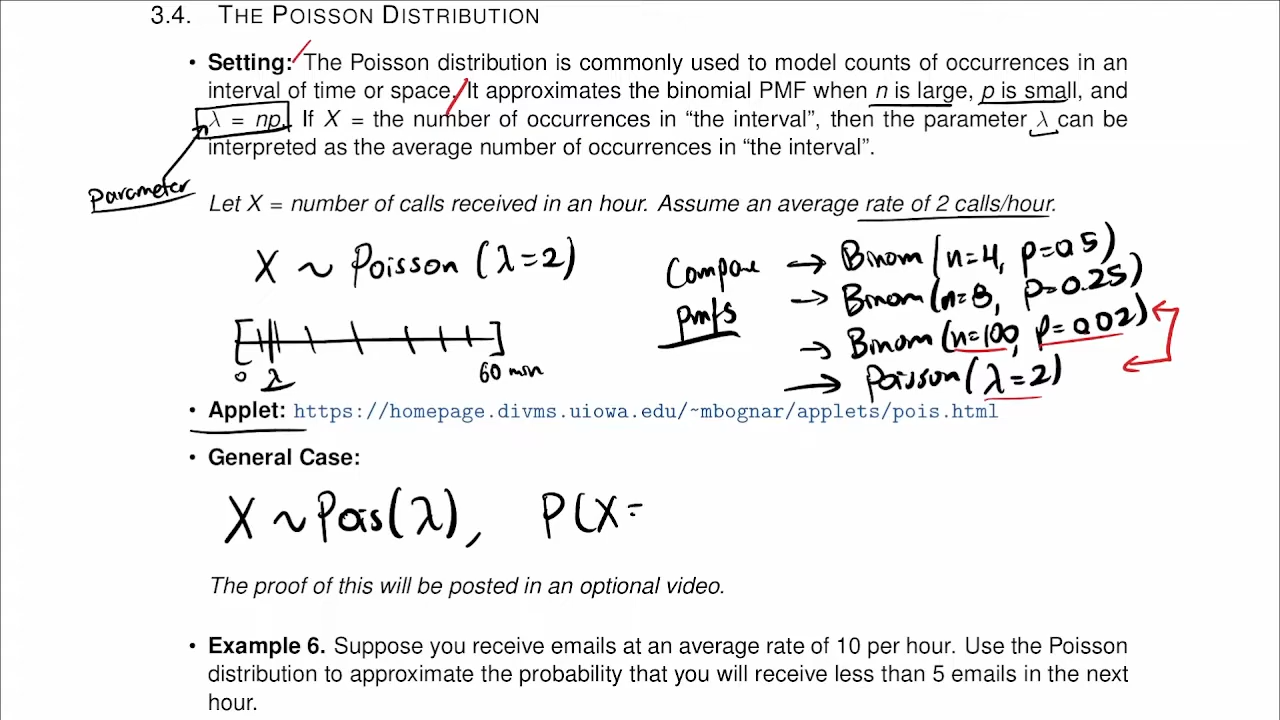 3.4. THE POISSON DISTRIBUTION
• Setting: The Poisson distribution is commonly used to model counts of occurrences in an
interval of time or space. It approximates the binomial PMF when n is large, p is small, and
λ = np. If X = the number of occurrences in “the interval”, then the parameter λ can be
interpreted as the average number of occurrences in “the interval”.
Parameter
Let X = number of calls received in an hour. Assume an average rate of 2 calls/hour.
X ~ Poisson (λ=2)
Compare pmfs
→ Binom (n=4, p=0.5)
→ Binom (n=8, p=0.25)
→ Binom (n=100, p=0.02)
→ Poisson (λ=2)
0 λ 60 min
• Applet: https://homepage.divms.uiowa.edu/~mbognar/applets/pois.html
• General Case:
X ~ Pois(λ), P(X=
The proof of this will be posted in an optional video.
• Example 6. Suppose you receive emails at an average rate of 10 per hour. Use the Poisson
distribution to approximate the probability that you will receive less than 5 emails in the next
hour.